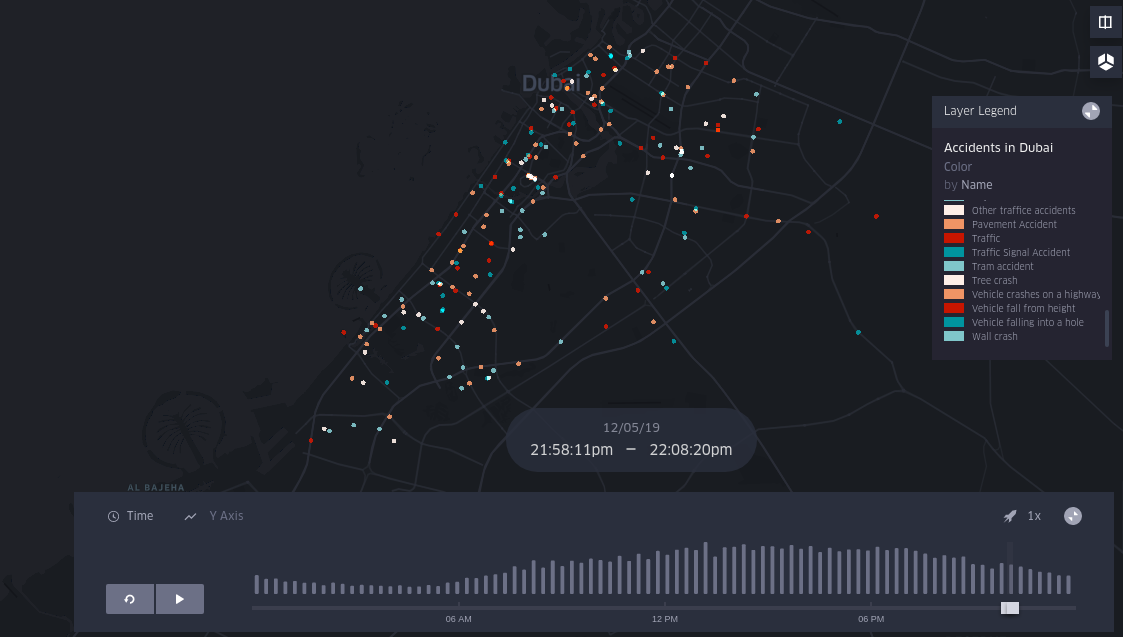 Dubai
Layer Legend
Accidents in Dubai
Color
by Name
Other traffice accidents
Pavement Accident
Traffic
Traffic Signal Accident
Tram accident
Tree crash
Vehicle crashes on a highway
Vehicle fall from height
Vehicle falling into a hole
Wall crash
12/05/19
21:58:11pm – 22:08:20pm
AL BAJEHA
Time
Y Axis
1x
06 AM
12 PM
06 PM